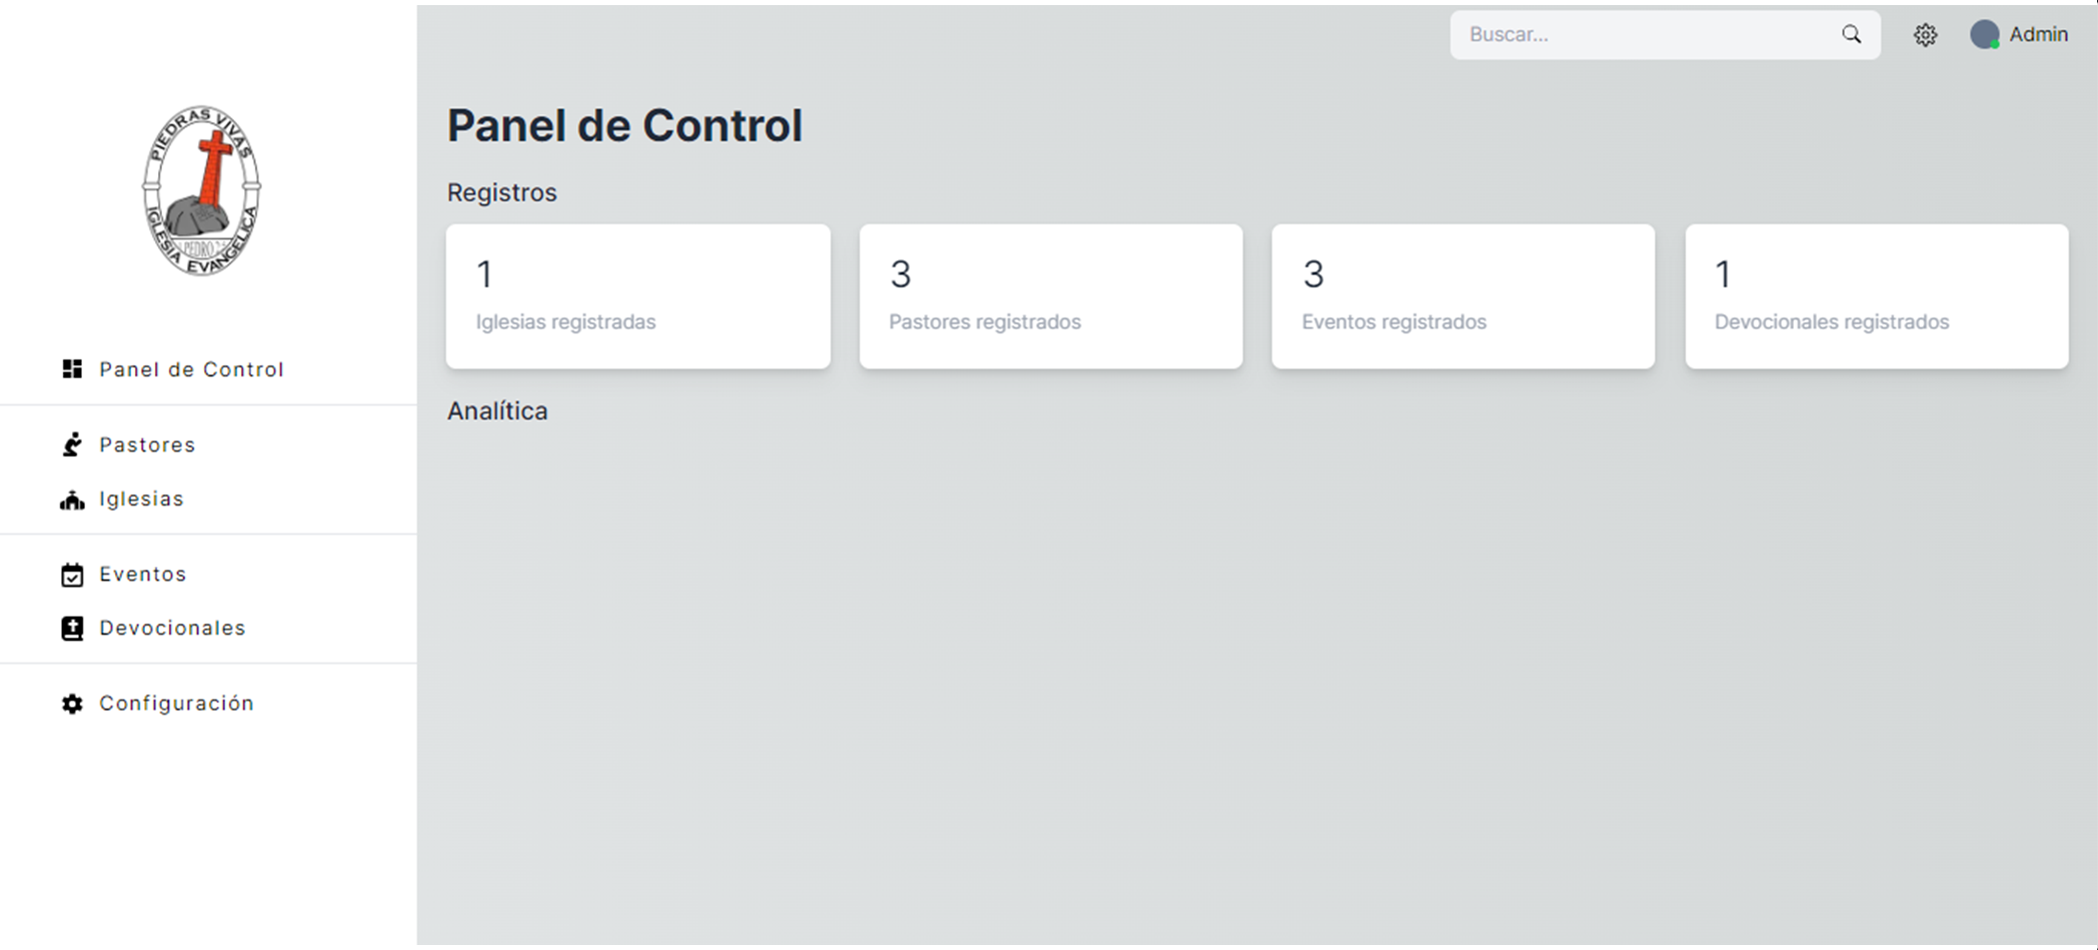 Buscar...
Admin
PIEDRAS VIVAS
PEDRO 2
IGLESIA EVANGELICA
Panel de Control
Pastores
Iglesias
Eventos
Devocionales
Configuración
Panel de Control
Registros
1
Iglesias registradas
3
Pastores registrados
3
Eventos registrados
1
Devocionales registrados
Analítica